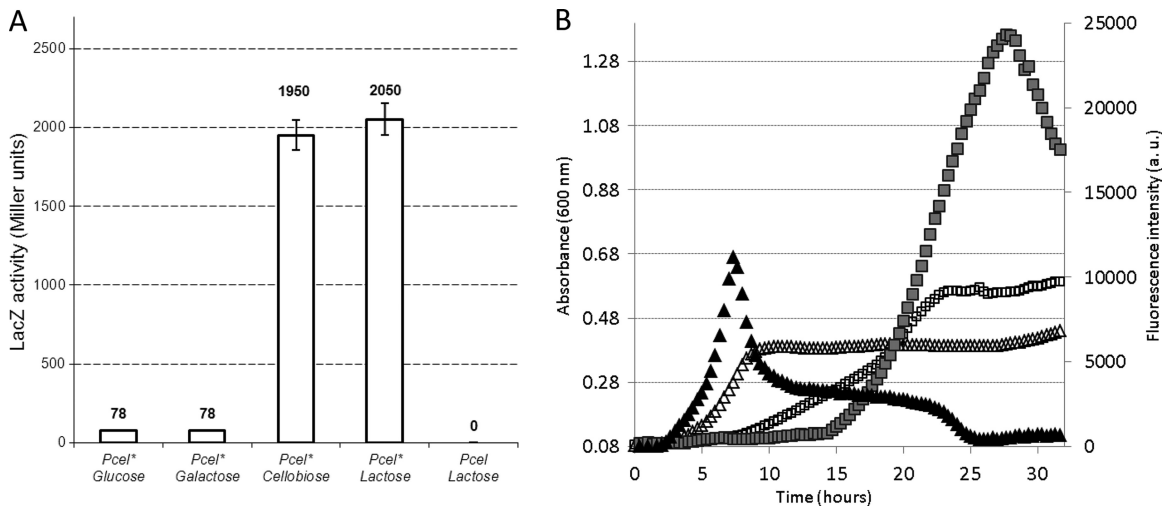 A
LacZ activity (Miller units)
2500
2000
1500
1000
500
0
78
78
1950
2050
0
Pcel*
Glucose
Pcel*
Galactose
Pcel*
Cellobiose
Pcel*
Lactose
Pcel
Lactose
B
Absorbance (600 nm)
1.28
1.08
0.88
0.68
0.48
0.28
0.08
0
5
10
15
20
25
30
Time (hours)
25000
20000
15000
10000
5000
0
Fluorescence intensity (a. u.)